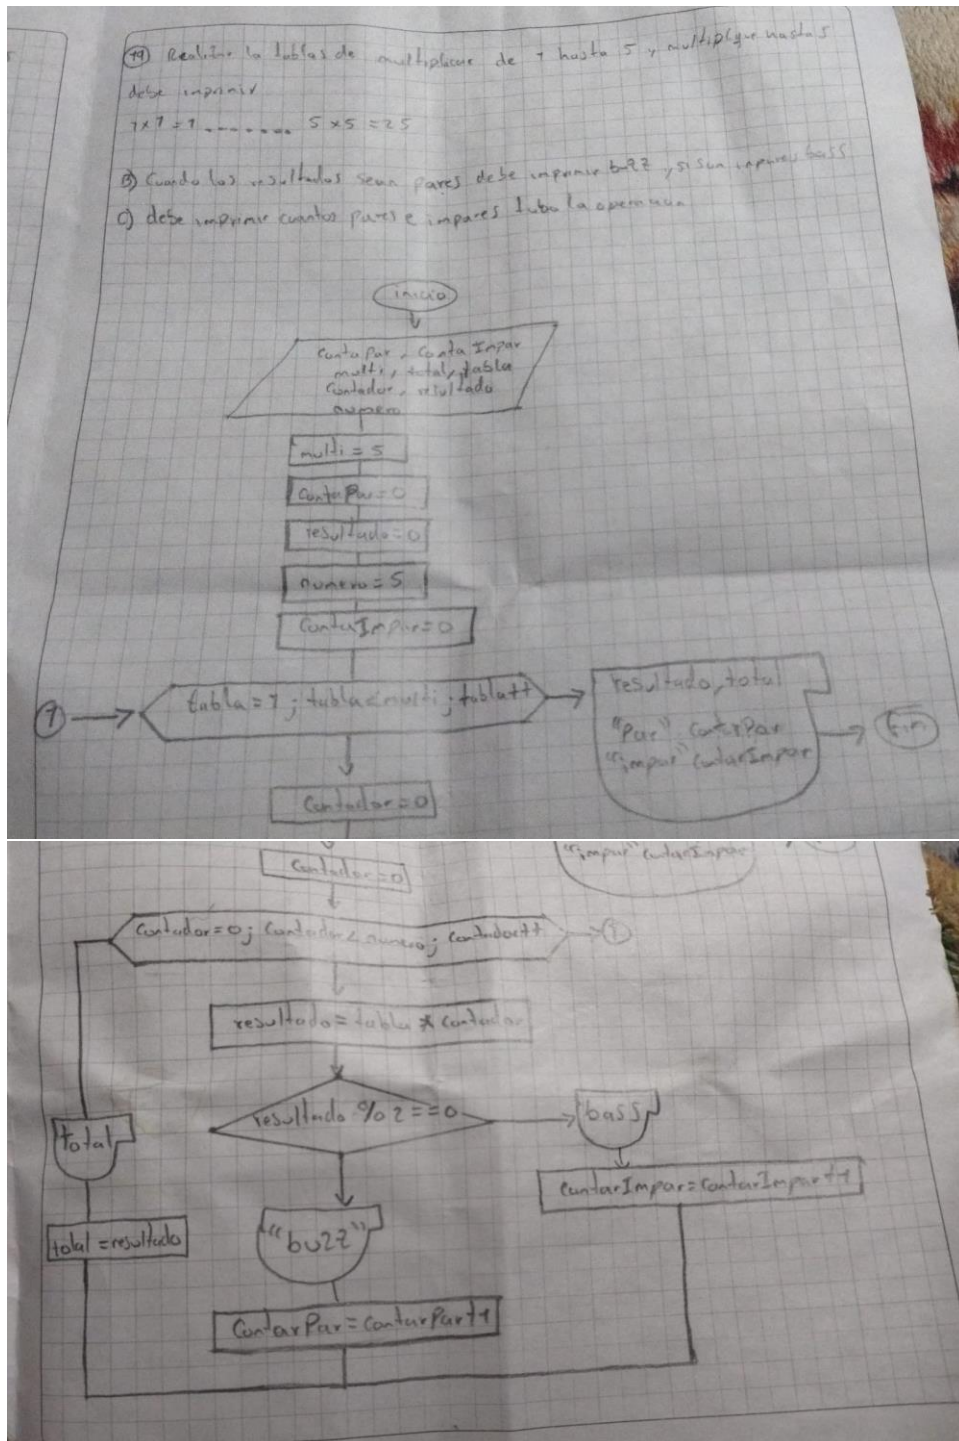 19) Realizar la tablas de multiplicar de 1 hasta 5 y multiplique hasta 5
debe imprimir
1x1=1........ 5x5=25
B) Cuando los resultados sean pares debe imprimir buzz, si son impares bass
C) debe imprimir cuantos pares e impares tubo la operacion
inicio
contaPar, ContaImpar
multi, total, tabla
Contador, resultado
numero
multi = 5
contaPar=0
resultado=0
numero=5
ContarImpar=0
1
tabla=1; tabla<multi; tabla++
resultado, total
"Par" contarPar
"impar" contarImpar
fin
Contador=0
"impar" contarImpar
Contador=0
Contador=0; Contador<numero; contador++
1
resultado=tabla * contador
resultado % 2==0
bass
total
contarImpar=contarImpar+1
"buzz"
total=resultado
ContarPar=contarPar+1